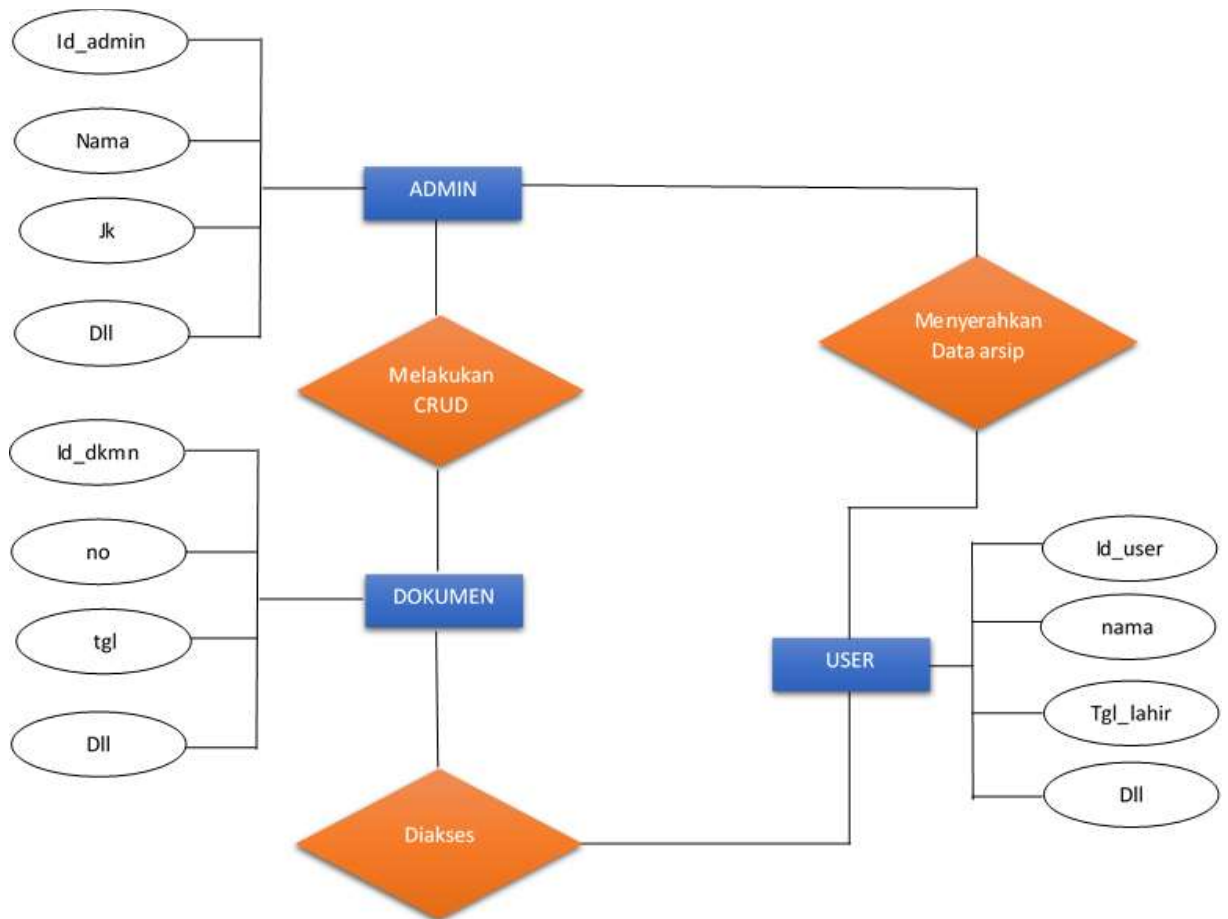 Id_admin
Nama
Jk
Dll
ADMIN
Melakukan
CRUD
Menyerahkan
Data arsip
Id_dkmn
no
tgl
Dll
DOKUMEN
USER
Id_user
nama
Tgl_lahir
Dll
Diakses